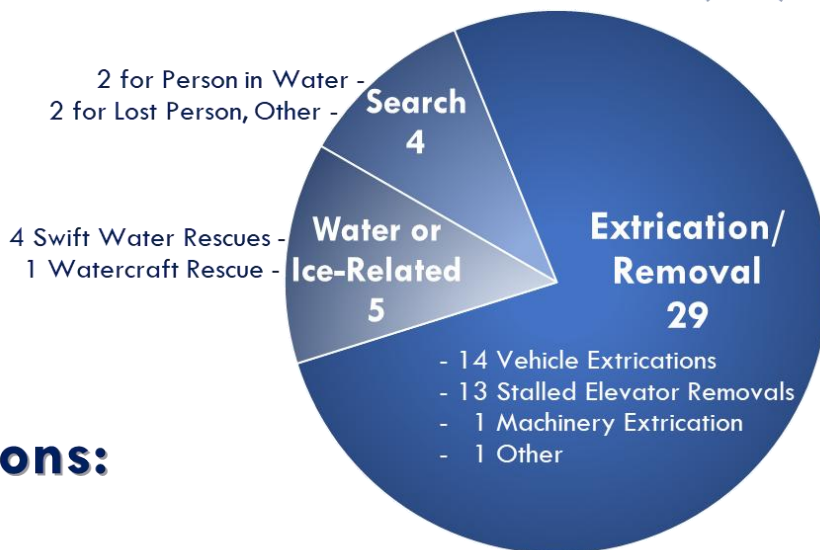 2 for Person in Water -
2 for Lost Person, Other -
Search
4
4 Swift Water Rescues -
1 Watercraft Rescue -
Water or
Ice-Related
5
Extrication/
Removal
29
- 14 Vehicle Extrications
- 13 Stalled Elevator Removals
- 1 Machinery Extrication
- 1 Other
ons: